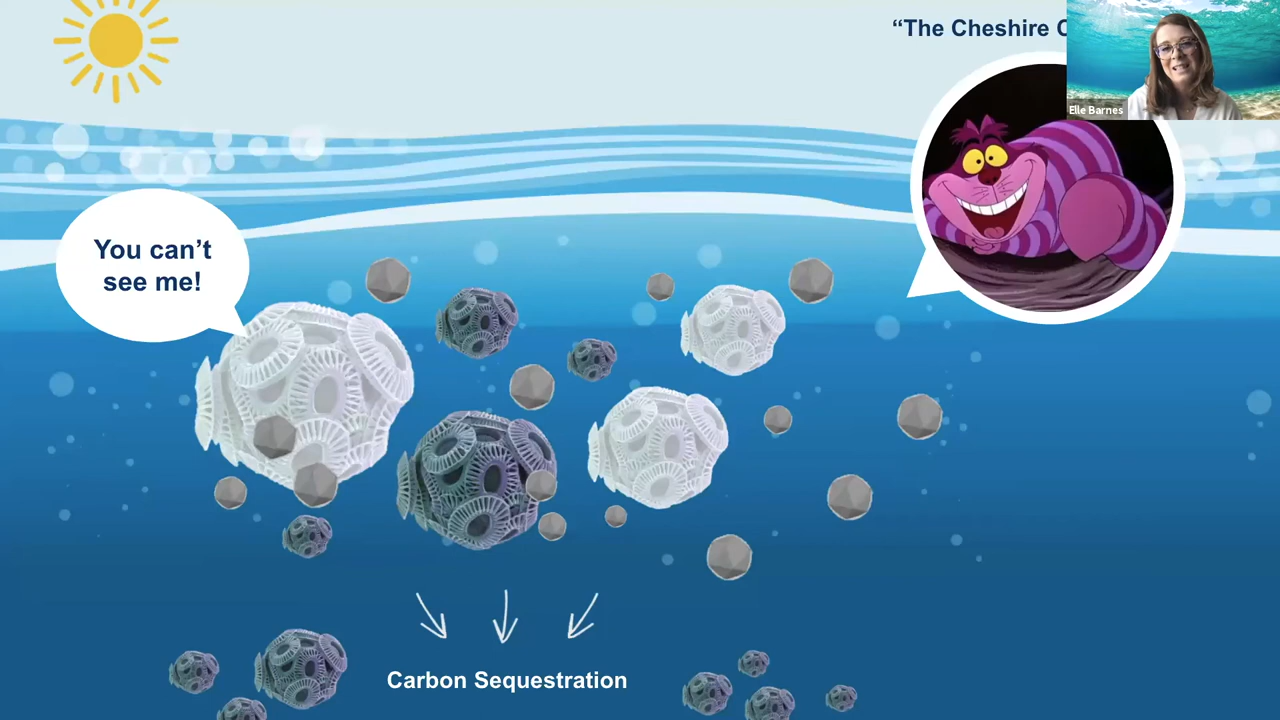 “The Cheshire
Elle Barnes
You can’t
see me!
Carbon Sequestration